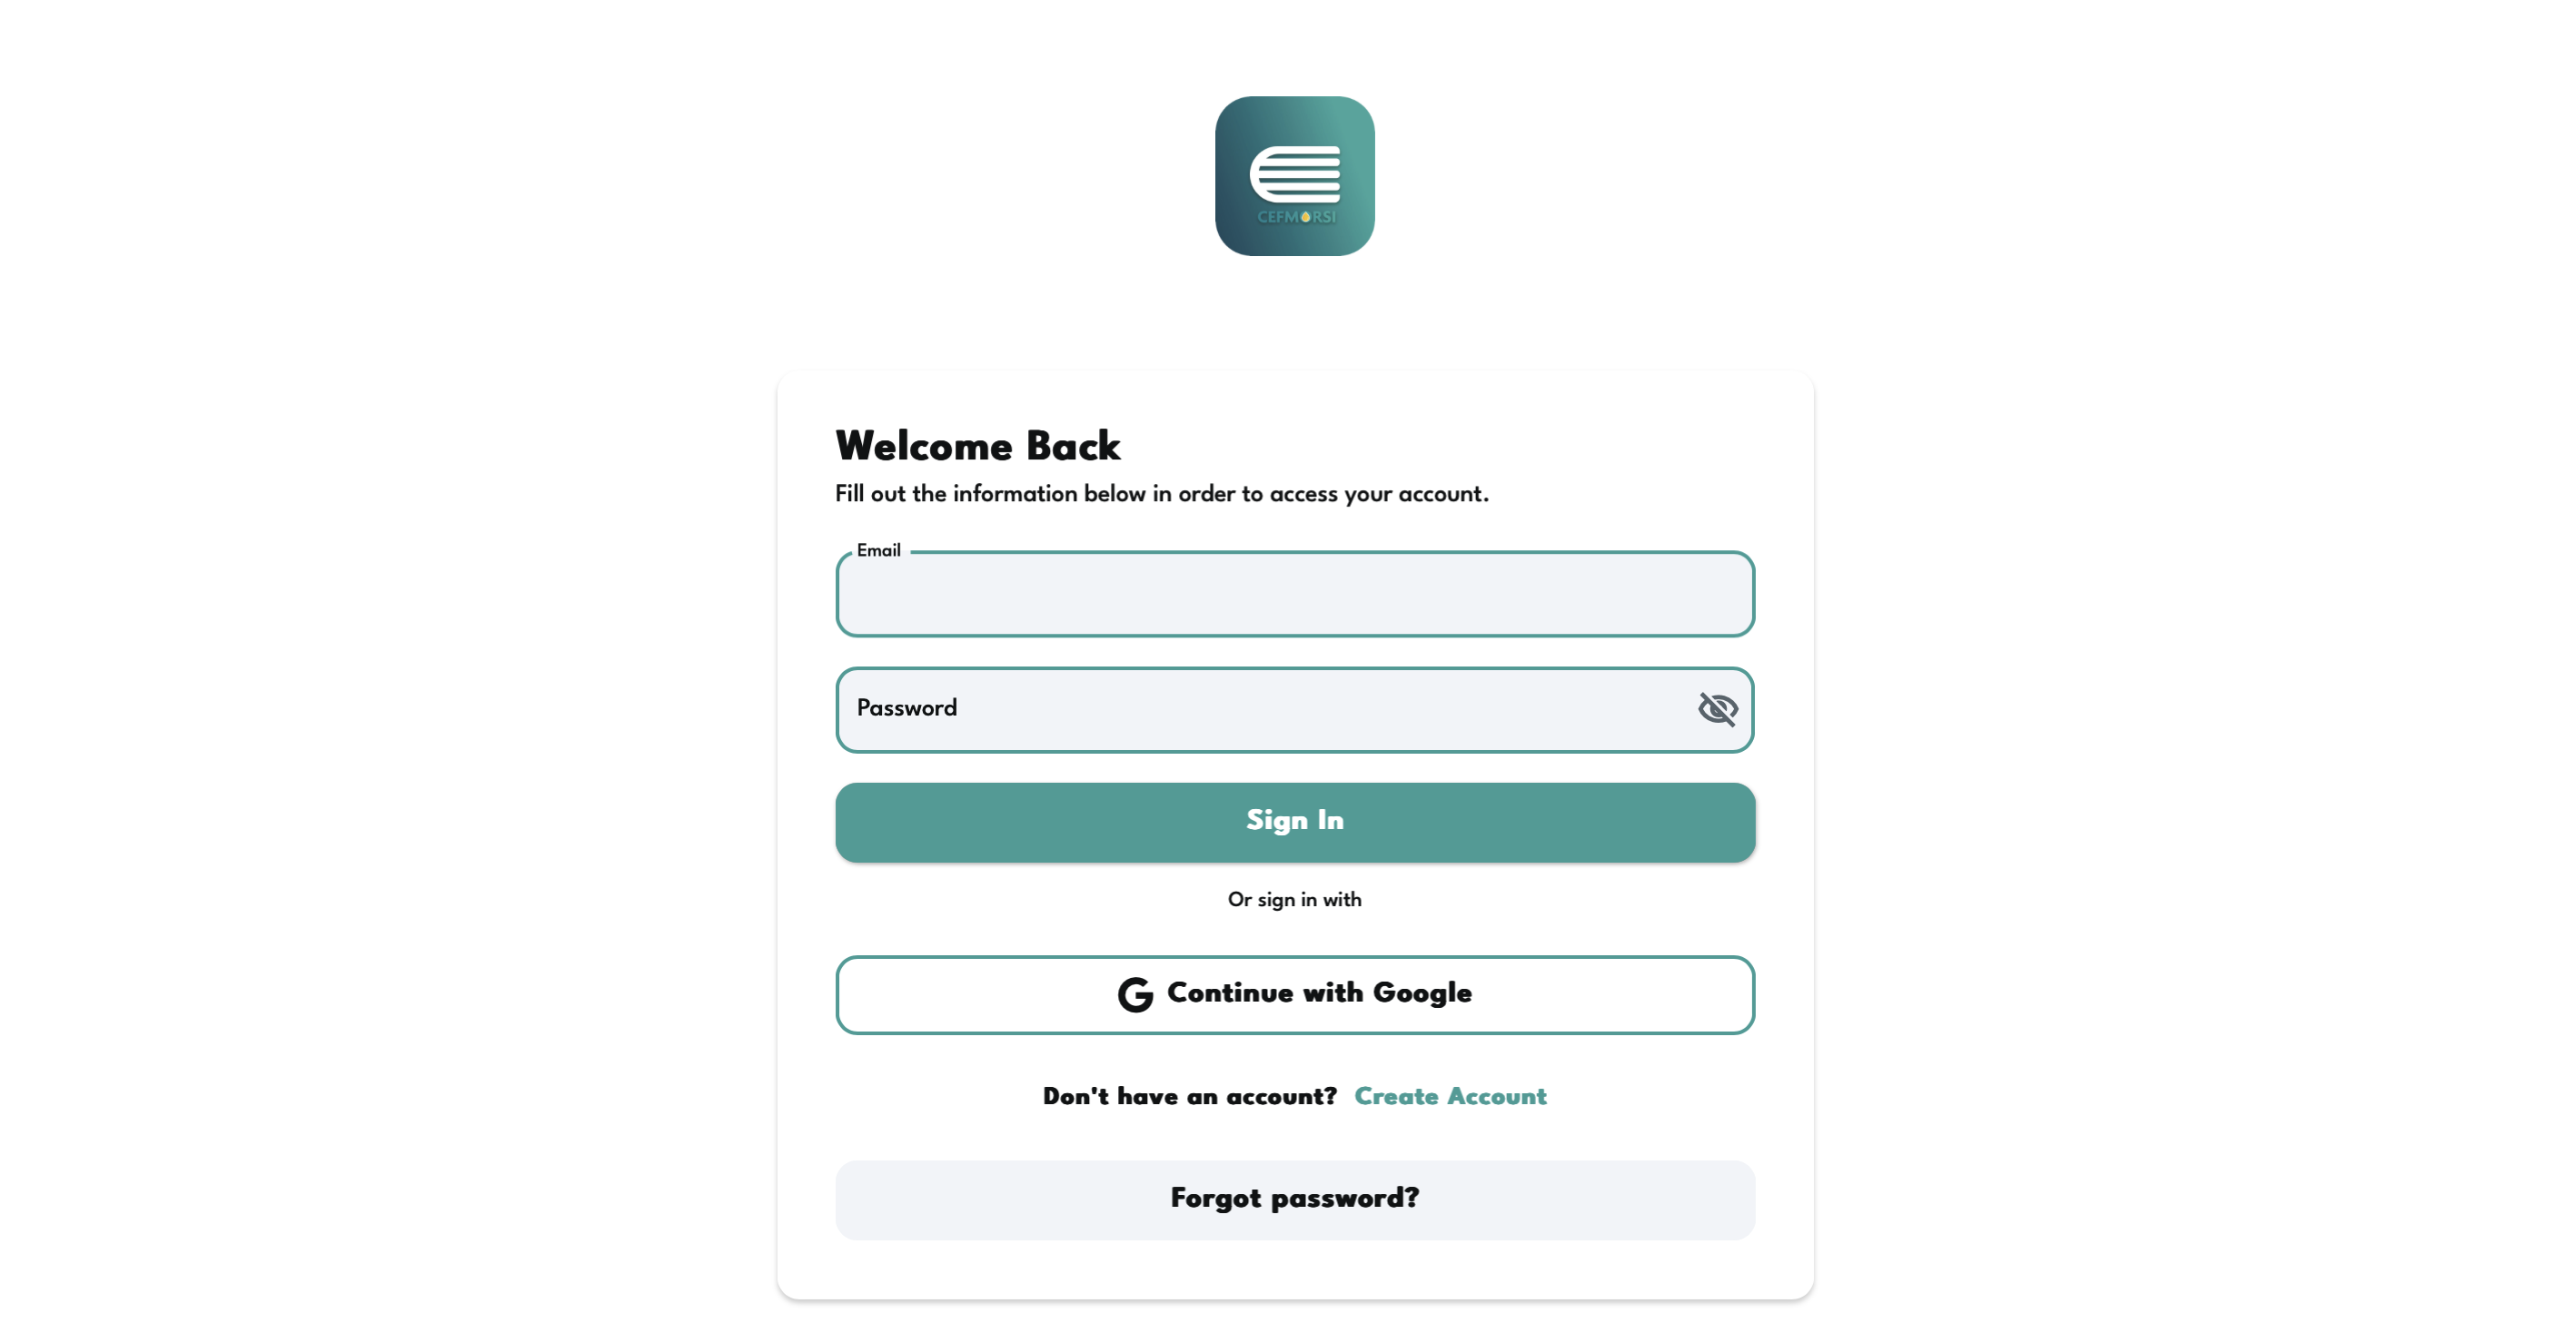 CEFMORSI
Welcome Back
Fill out the information below in order to access your account.
Email
Password
Sign In
Or sign in with
G Continue with Google
Don't have an account? Create Account
Forgot password?